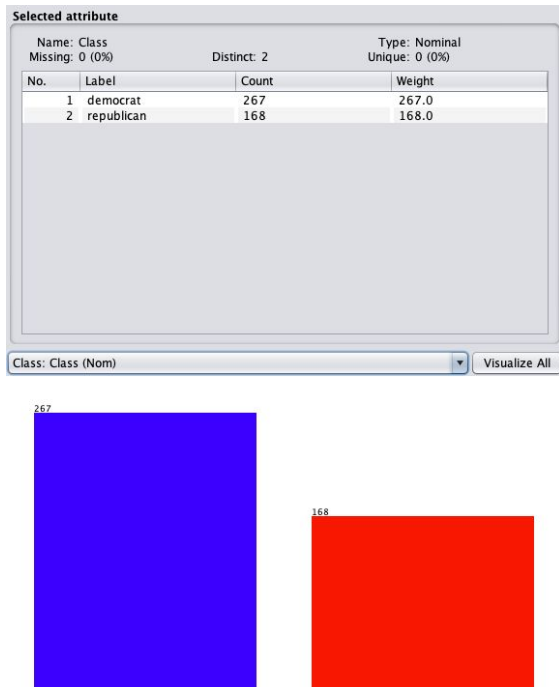 Selected attribute
Name: Class Type: Nominal
Missing: 0 (0%) Distinct: 2 Unique: 0 (0%)
No. Label Count Weight
1 democrat 267 267.0
2 republican 168 168.0
Class: Class (Nom) Visualize All
267
168